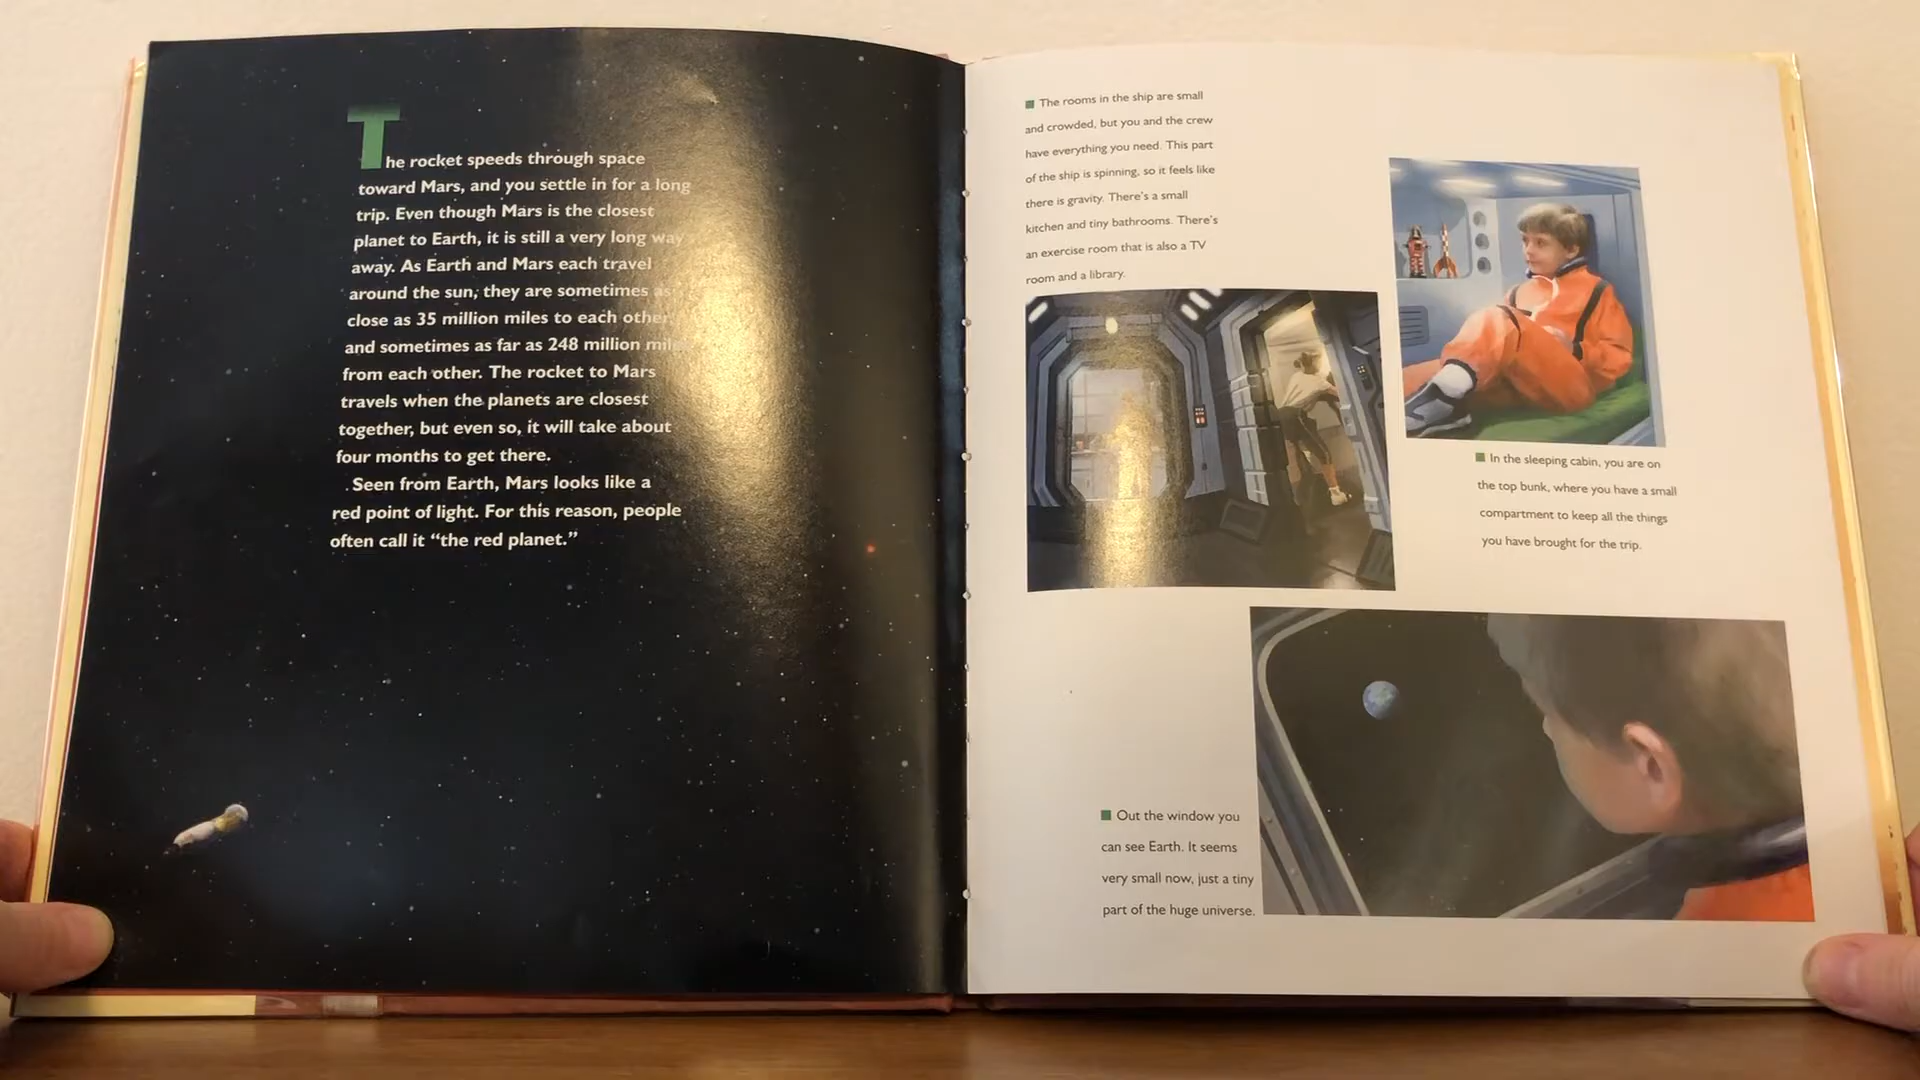 The rocket speeds through space
toward Mars, and you settle in for a long
trip. Even though Mars is the closest
planet to Earth, it is still a very long way
away. As Earth and Mars each travel
around the sun, they are sometimes as
close as 35 million miles to each other,
and sometimes as far as 248 million miles
from each other. The rocket to Mars
travels when the planets are closest
together, but even so, it will take about
four months to get there.
Seen from Earth, Mars looks like a
red point of light. For this reason, people
often call it “the red planet.”
The rooms in the ship are small
and crowded, but you and the crew
have everything you need. This part
of the ship is spinning, so it feels like
there is gravity. There's a small
kitchen and tiny bathrooms. There's
an exercise room that is also a TV
room and a library.
In the sleeping cabin, you are on
the top bunk, where you have a small
compartment to keep all the things
you have brought for the trip.
Out the window you
can see Earth. It seems
very small now, just a tiny
part of the huge universe.